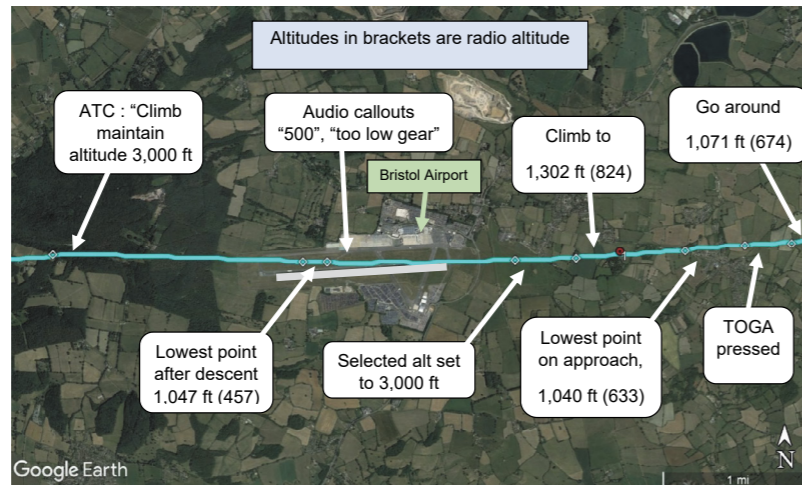 Altitudes in brackets are radio altitude
ATC : “Climb
maintain
altitude 3,000 ft
Audio callouts
“500”, “too low gear”
Bristol Airport
Climb to
1,302 ft (824)
Go around
1,071 ft (674)
Lowest point
after descent
1,047 ft (457)
Selected alt set
to 3,000 ft
Lowest point
on approach,
1,040 ft (633)
TOGA
pressed
Google Earth
N
1 mi